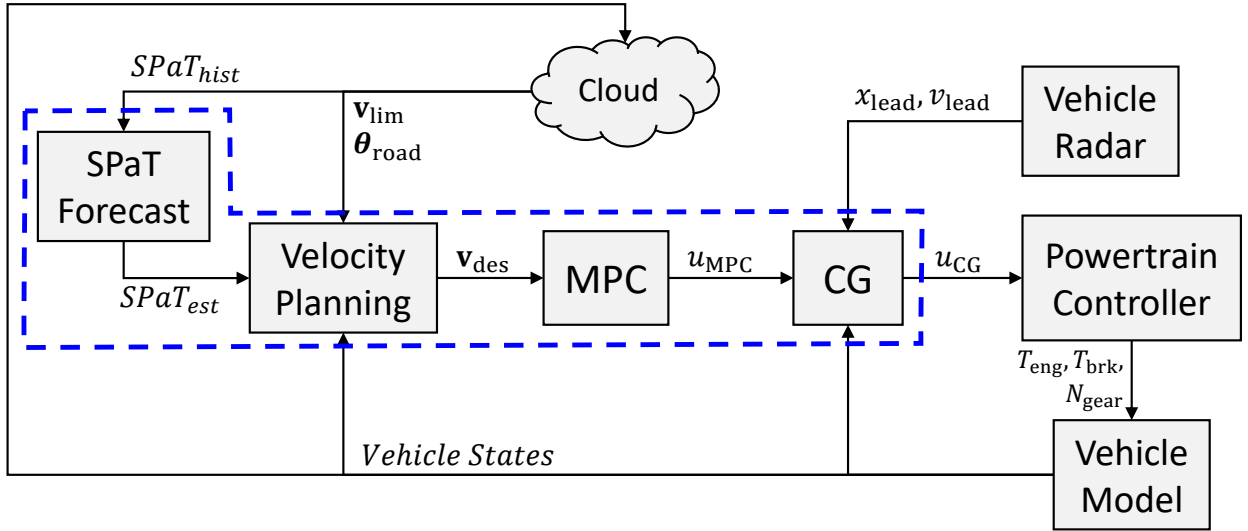 SPaT_hist
Cloud
v_lim
θ_road
x_lead, v_lead
Vehicle
Radar
SPaT
Forecast
SPaT_est
Velocity
Planning
v_des
MPC
u_MPC
CG
u_CG
Powertrain
Controller
T_eng, T_brk,
N_gear
Vehicle States
Vehicle
Model